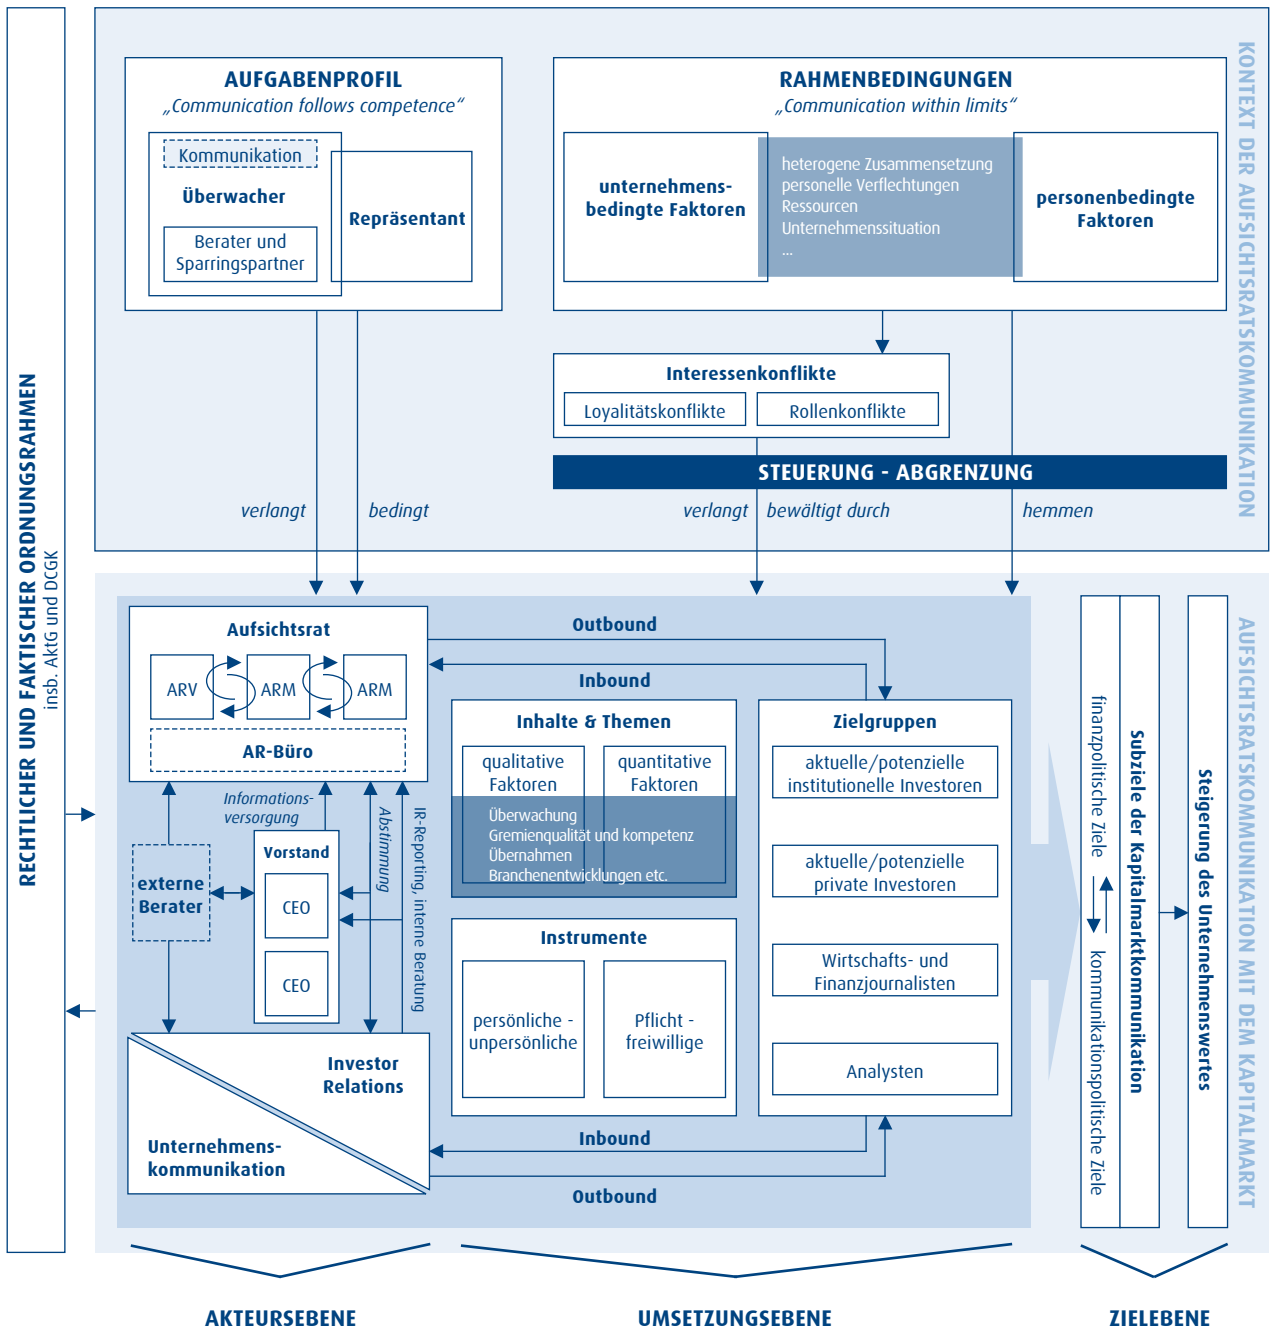 RECHTLICHER UND FAKTISCHER ORDNUNGSRAHMEN
insb. AktG und DCGK
KONTEXT DER AUFSICHTSRATSKOMMUNIKATION
AUFGABENPROFIL
„Communication follows competence“
Kommunikation
Überwacher
Berater und
Sparringspartner
Repräsentant
RAHMENBEDINGUNGEN
„Communication within limits“
unternehmens-
bedingte Faktoren
heterogene Zusammensetzung
personelle Verflechtungen
Ressourcen
Unternehmenssituation
...
personenbedingte
Faktoren
Interessenkonflikte
Loyalitätskonflikte
Rollenkonflikte
STEUERUNG - ABGRENZUNG
verlangt
bedingt
verlangt
bewältigt durch
hemmen
AUFSICHTSRATSKOMMUNIKATION MIT DEM KAPITALMARKT
Aufsichtsrat
ARV
ARM
ARM
AR-Büro
Informations-
versorgung
Abstimmung
IR-Reporting, interne Beratung
externe
Berater
Vorstand
CEO
CEO
Investor
Relations
Unternehmens-
kommunikation
Outbound
Inbound
Inhalte & Themen
qualitative
Faktoren
quantitative
Faktoren
Überwachung
Gremienqualität und kompetenz
Übernahmen
Branchenentwicklungen etc.
Instrumente
persönliche -
unpersönliche
Pflicht -
freiwillige
Zielgruppen
aktuelle/potenzielle
institutionelle Investoren
aktuelle/potenzielle
private Investoren
Wirtschafts- und
Finanzjournalisten
Analysten
Inbound
Outbound
finanzpolitische Ziele
kommunikationspolitische Ziele
Subziele der Kapitalmarktkommunikation
Steigerung des Unternehmenswertes
AKTEURSEBENE
UMSETZUNGSEBENE
ZIELEBENE